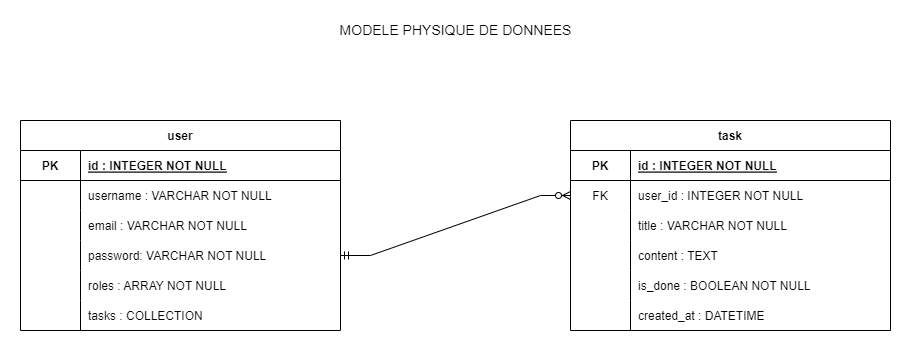 MODELE PHYSIQUE DE DONNEES
user
PK id : INTEGER NOT NULL
username : VARCHAR NOT NULL
email : VARCHAR NOT NULL
password: VARCHAR NOT NULL
roles : ARRAY NOT NULL
tasks : COLLECTION
task
PK id : INTEGER NOT NULL
FK user_id : INTEGER NOT NULL
title : VARCHAR NOT NULL
content : TEXT
is_done : BOOLEAN NOT NULL
created_at : DATETIME